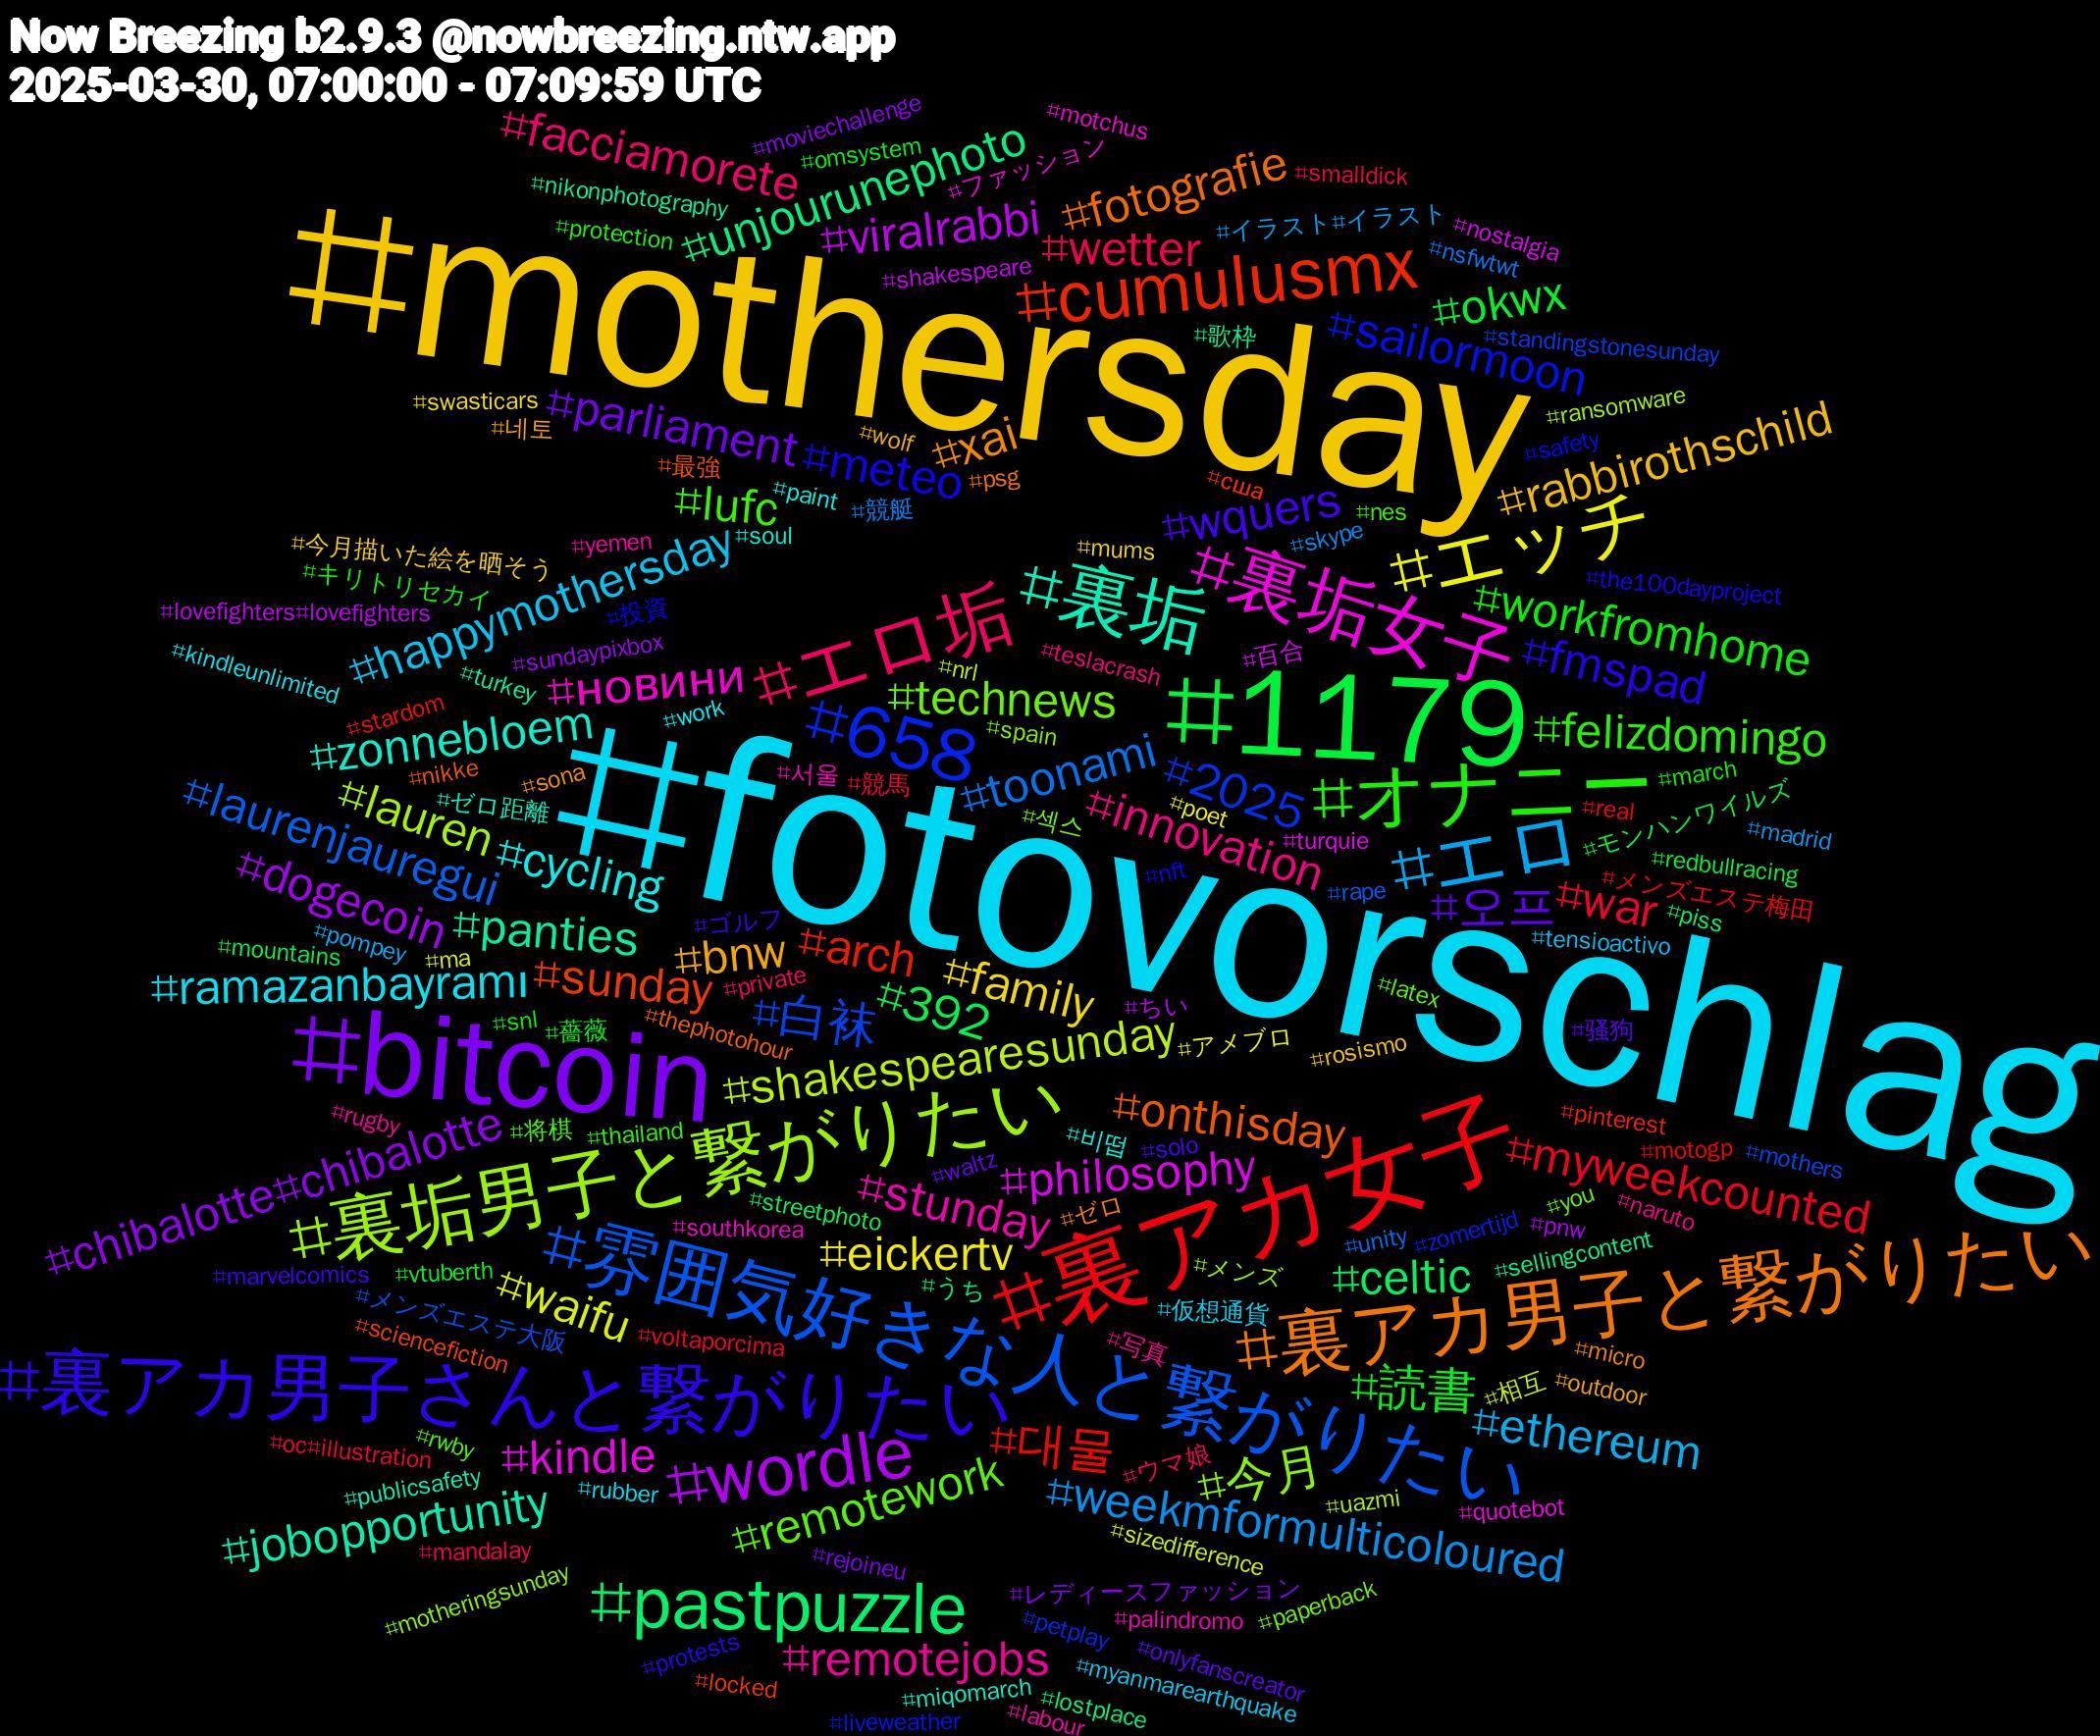 Now Breezing b2.9.3 @nowbreezing.ntw.app
2025-03-30, 07:00:00 - 07:09:59 UTC
#motchus
#moviechallenge
#facciamorete
#omsystem
#ファッション
#smalldick
#nikonphotography
#unjourunephoto
#fotografie
#protection
#viralrabbi
#wetter
#イラスト#イラスト
#nostalgia
#nsfwtwt
#mothersday
#shakespeare
#cumulusmx
#okwx
#歌枠
#sailormoon
#standingstonesunday
#swasticars
#parliament
#네토
#wolf
#xai
#ransomware
#meteo
#safety
#rabbirothschild
#最強
#psg
#сша
#paint
#競艇
#lufc
#wquers
#nes
#エッチ
#soul
#skype
#yemen
#今月描いた絵を晒そう
#mums
#裏垢
#裏垢女子
#キリトリセカイ
#happymothersday
#the100dayproject
#投資
#エロ垢
#workfromhome
#lovefighters#lovefighters
#sundaypixbox
#百合
#fmspad
#kindleunlimited
#turkey
#nrl
#teslacrash
#новини
#technews
#1179
#stardom
#work
#658
#felizdomingo
#zonnebloem
#spain
#nikke
#서울
#2025
#toonami
#sona
#競馬
#march
#オナニー
#モンハンワイルズ
#laurenjauregui
#lauren
#ゼロ距離
#innovation
#poet
#real
#섹스
#turquie
#madrid
#cycling
#エロ
#redbullracing
#dogecoin
#nft
#fotovorschlag
#rape
#오프
#war
#メンズエステ梅田
#panties
#ゴルフ
#piss
#pompey
#arch
#tensioactivo
#mountains
#ma
#bnw
#family
#ramazanbayramı
#sunday
#private
#392
#白袜
#latex
#bitcoin
#thephotohour
#ちい
#snl
#薔薇
#shakespearesunday
#アメブロ
#骚狗
#rosismo
#chibalotte#chibalotte
#裏垢男子と繋がりたい
#onthisday
#rugby
#将棋
#thailand
#비떱
#solo
#pinterest
#裏アカ女子
#waltz
#philosophy
#myweekcounted
#motogp
#mothers
#雰囲気好きな人と繋がりたい
#stunday
#you
#naruto
#streetphoto
#ゼロ
#pnw
#southkorea
#zomertijd
#裏アカ男子と繋がりたい
#marvelcomics
#eickertv
#unity
#celtic
#sellingcontent
#vtuberth
#waifu
#メンズ
#仮想通貨
#裏アカ男子さんと繋がりたい
#メンズエステ大阪
#うち
#sciencefiction
#voltaporcima
#写真
#micro
#読書
#outdoor
#相互
#대물
#wordle
#kindle
#rwby
#ethereum
#oc#illustration
#ウマ娘
#今月
#publicsafety
#rubber
#remotework
#weekmformulticoloured
#uazmi
#quotebot
#jobopportunity
#mandalay
#sizedifference
#rejoineu
#motheringsunday
#pastpuzzle
#レディースファッション
#paperback
#petplay
#palindromo
#protests
#remotejobs
#onlyfanscreator
#locked
#miqomarch
#myanmarearthquake
#lostplace
#liveweather
#labour